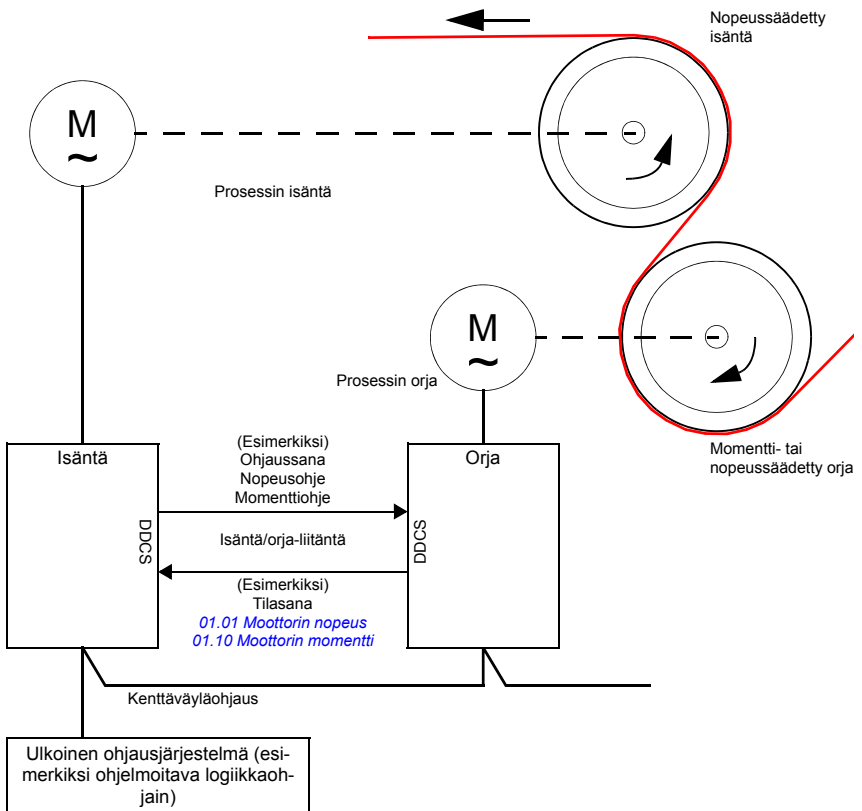 Nopeussäädetty
isäntä
M
~
Prosessin isäntä
M
~
Prosessin orja
Momentti- tai
nopeussäädetty orja
Isäntä
(Esimerkiksi)
Ohjaussana
Nopeusohje
Momenttiohje
Orja
DDCS
Isäntä/orja-liitäntä
DDCS
(Esimerkiksi)
Tilasana
01.01 Moottorin nopeus
01.10 Moottorin momentti
Kenttäväyläohjaus
Ulkoinen ohjausjärjestelmä (esi-
merkiksi ohjelmoitava logiikkaoh-
jain)